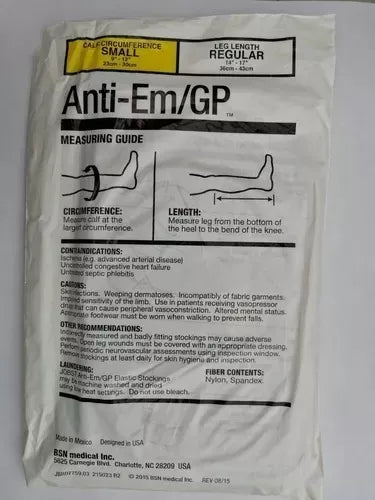 CALF CIRCUMFERENCE
SMALL
9" - 12"
23cm - 30cm
LEG LENGTH
REGULAR
14" - 17"
36cm - 43cm
Anti-Em/GP™
MEASURING GUIDE
CIRCUMFERENCE:
Measure calf at the
largest circumference.
LENGTH:
Measure leg from the bottom of
the heel to the bend of the knee.
CONTRAINDICATIONS:
Ischemia (e.g. advanced arterial disease)
Uncontrolled congestive heart failure
Untreated septic phlebitis
CAUTIONS:
Skin infections. Weeping dermatoses. Incompatibly of fabric garments.
Impaired sensitivity of the limb. Use in patients receiving vasopressor
drug that can cause peripheral vasoconstriction. Altered mental status.
Appropriate footwear must be worn when walking to prevent falls.
OTHER RECOMMENDATIONS:
Incorrectly measured and badly fitting stockings may cause adverse
events. Open leg wounds must be covered with an appropriate dressing.
Perform periodic neurovascular assessments using inspection window.
Remove stockings at least daily for skin hygiene and inspection.
LAUNDERING:
JOBST Anti-Em/GP Elastic Stockings
may be machine washed and dried
using low heat settings. Do not use bleach.
FIBER CONTENTS:
Nylon, Spandex.
Made in Mexico Designed in USA
BSN medical Inc.
5825 Carnegie Blvd. Charlotte, NC 28209 USA
215023 R2 © 2015 BSN medical Inc. REV 08/15